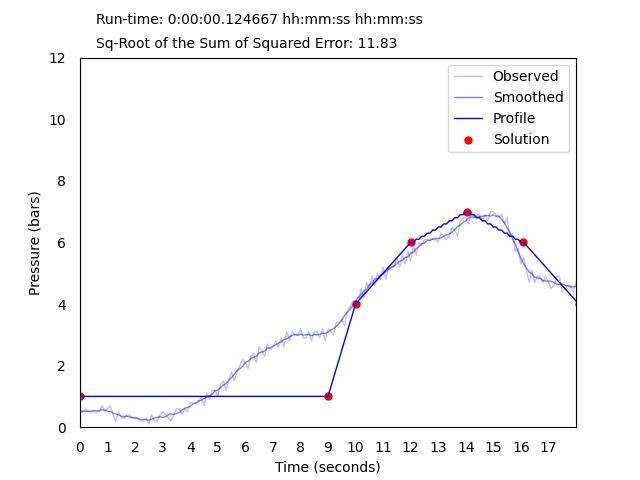 Run-time: 0:00:00.124667 hh:mm:ss hh:mm:ss
Sq-Root of the Sum of Squared Error: 11.83
12
10
8
6
4
2
0
Pressure (bars)
Observed
Smoothed
Profile
Solution
0 1 2 3 4 5 6 7 8 9 10 11 12 13 14 15 16 17
Time (seconds)